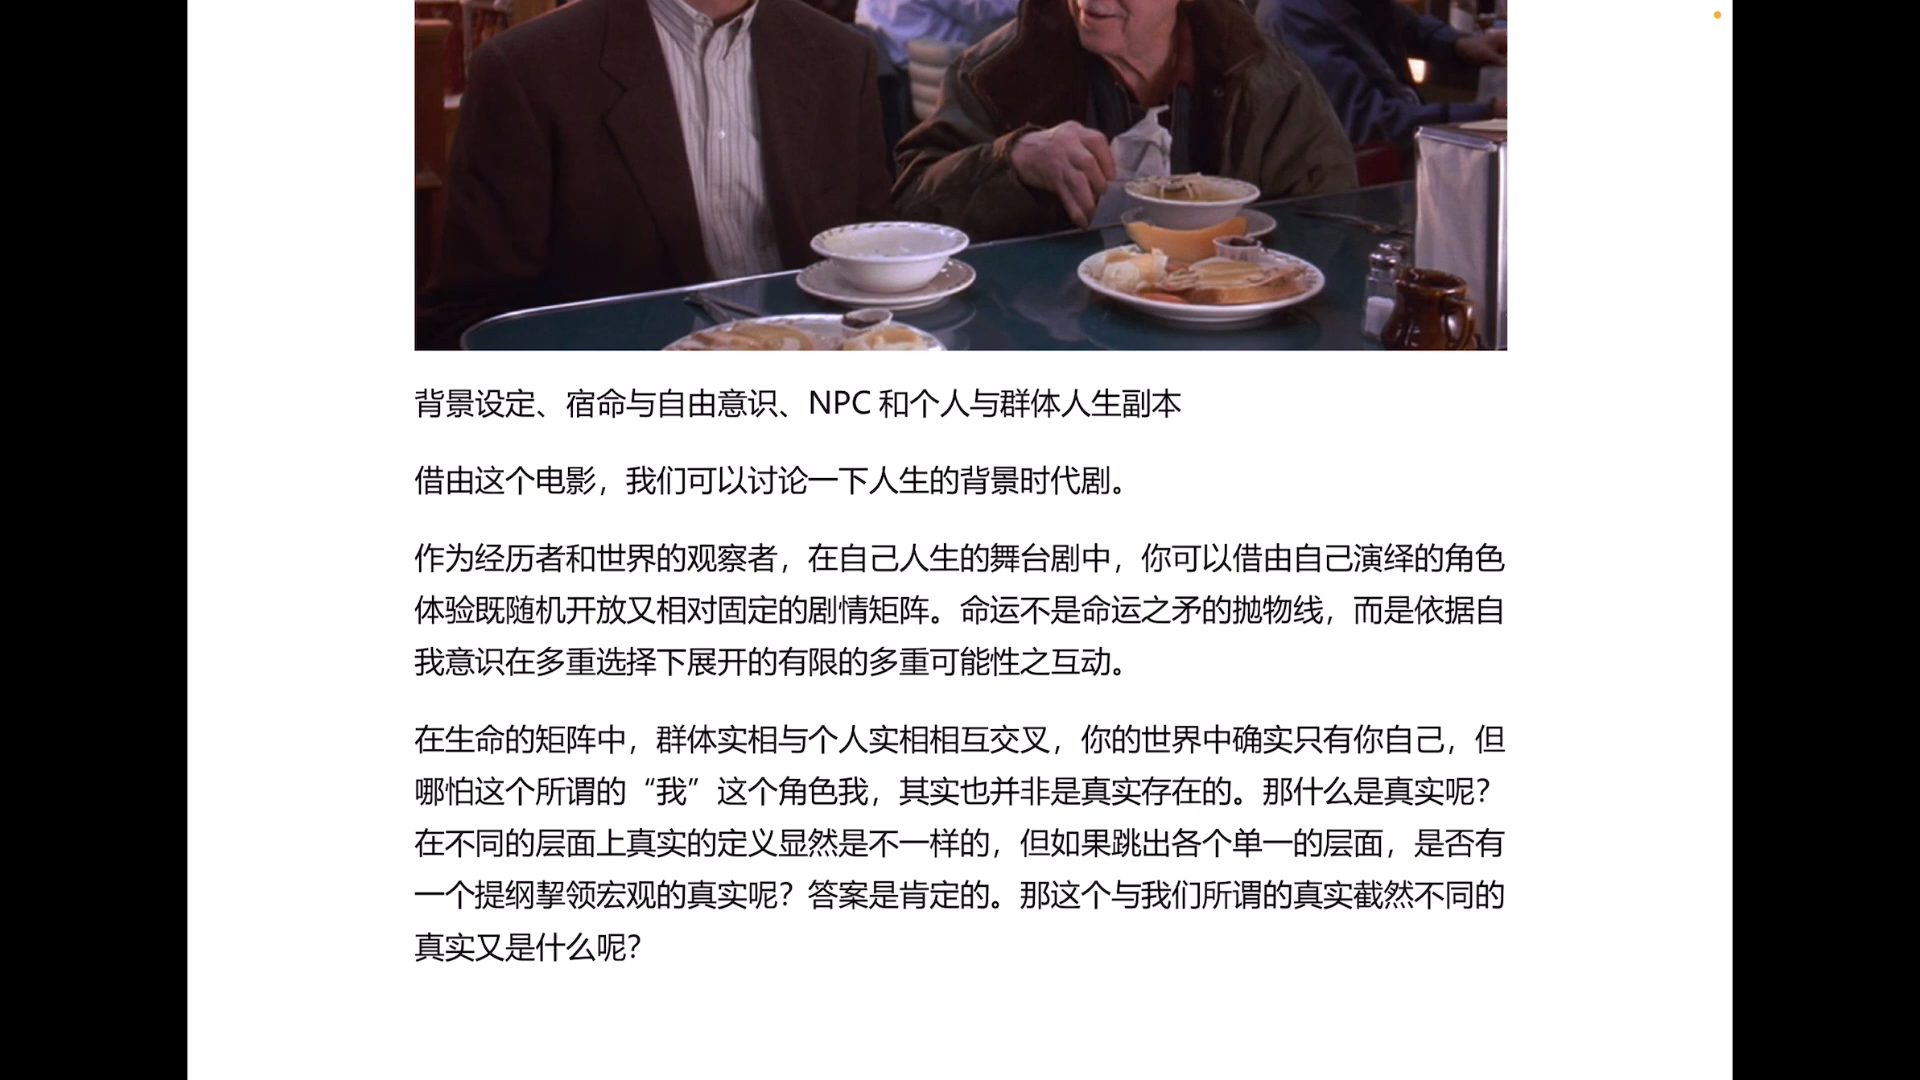 背景设定、宿命与自由意识、NPC 和个人与群体人生副本
借由这个电影，我们可以讨论一下人生的背景时代剧。
作为经历者和世界的观察者，在自己人生的舞台剧中，你可以借由自己演绎的角色
体验既随机开放又相对固定的剧情矩阵。命运不是命运之矛的抛物线，而是依据自
我意识在多重选择下展开的有限的多重可能性之互动。
在生命的矩阵中，群体实相与个人实相相互交叉，你的世界中确实只有你自己，但
哪怕这个所谓的“我”这个角色我，其实也并非是真实存在的。那什么是真实呢？
在不同的层面上真实的定义显然是不一样的，但如果跳出各个单一的层面，是否有
一个提纲挈领宏观的真实呢？答案是肯定的。那这个与我们所谓的真实截然不同的
真实又是什么呢？